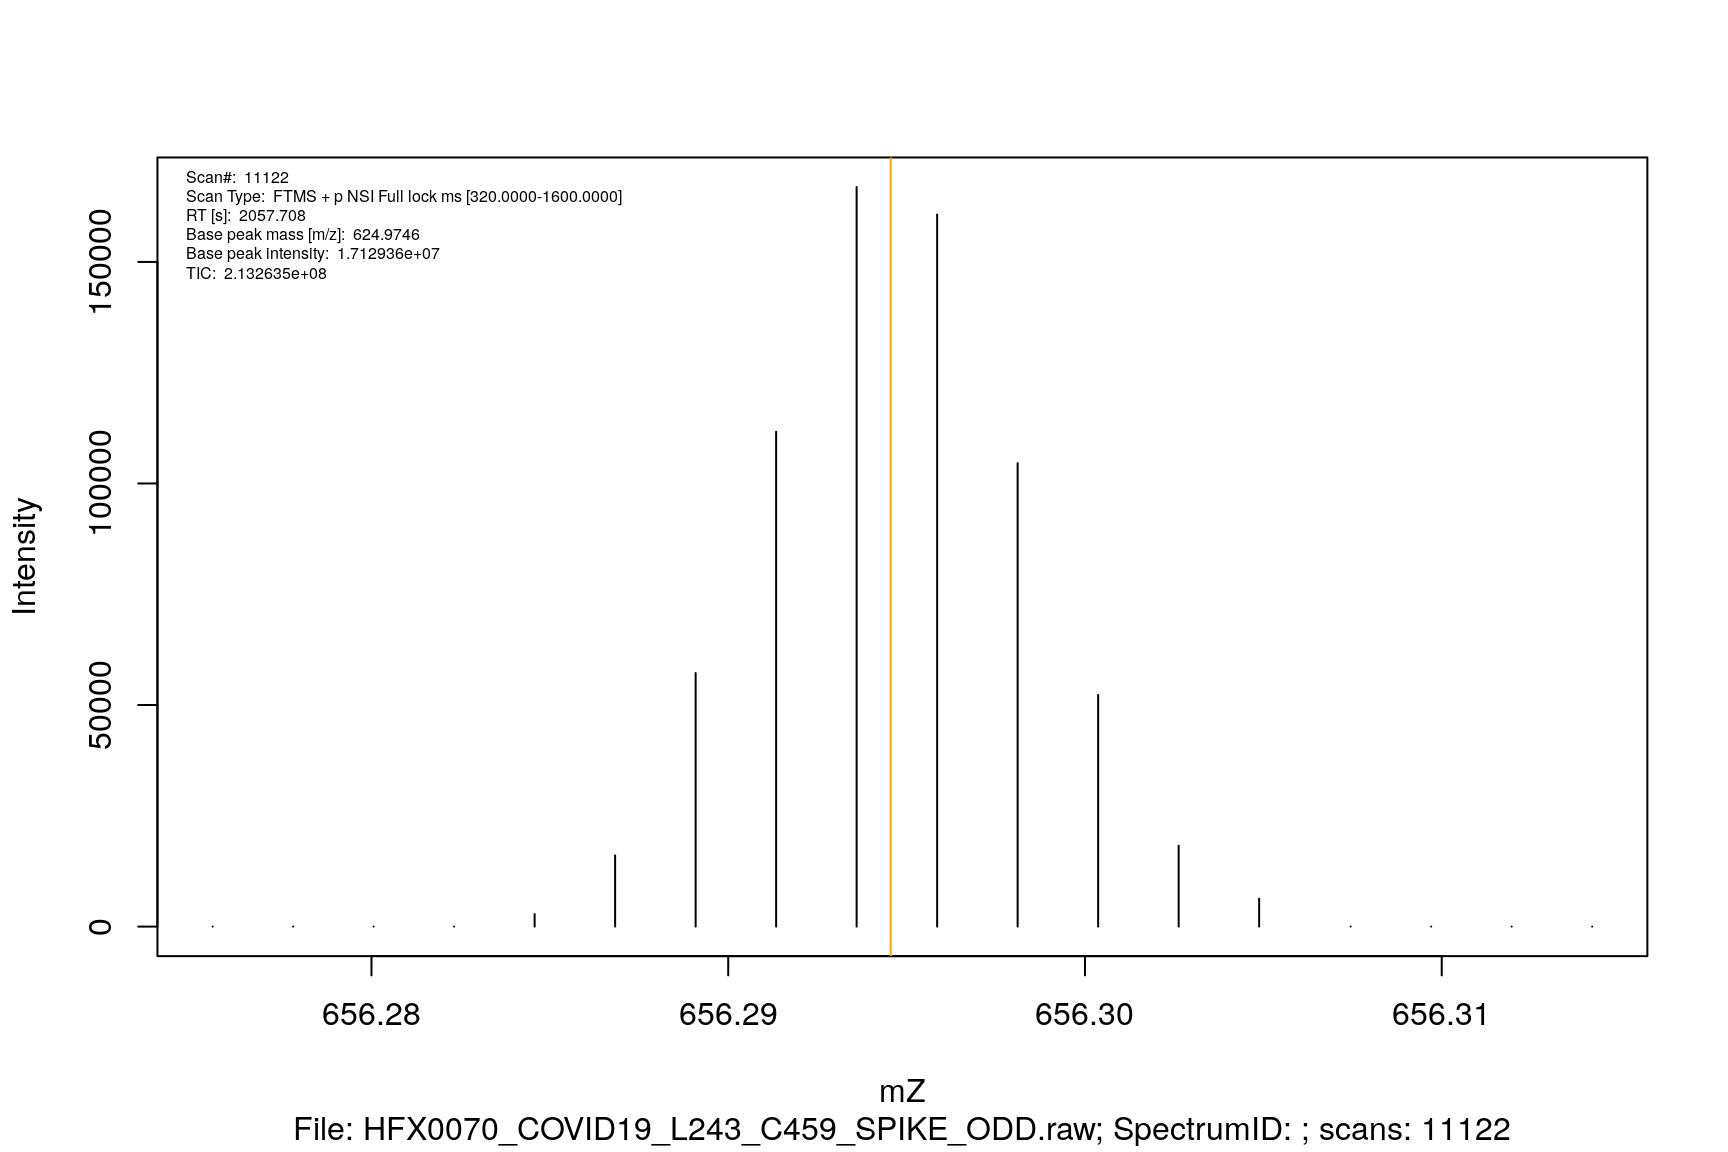 Scan#: 11122
Scan Type: FTMS + p NSI Full lock ms [320.0000-1600.0000]
RT [s]: 2057.708
Base peak mass [m/z]: 624.9746
Base peak intensity: 1.712936e+07
TIC: 2.132635e+08
150000
100000
50000
0
Intensity
656.28 656.29 656.30 656.31
mZ
File: HFX0070_COVID19_L243_C459_SPIKE_ODD.raw; SpectrumID: ; scans: 11122